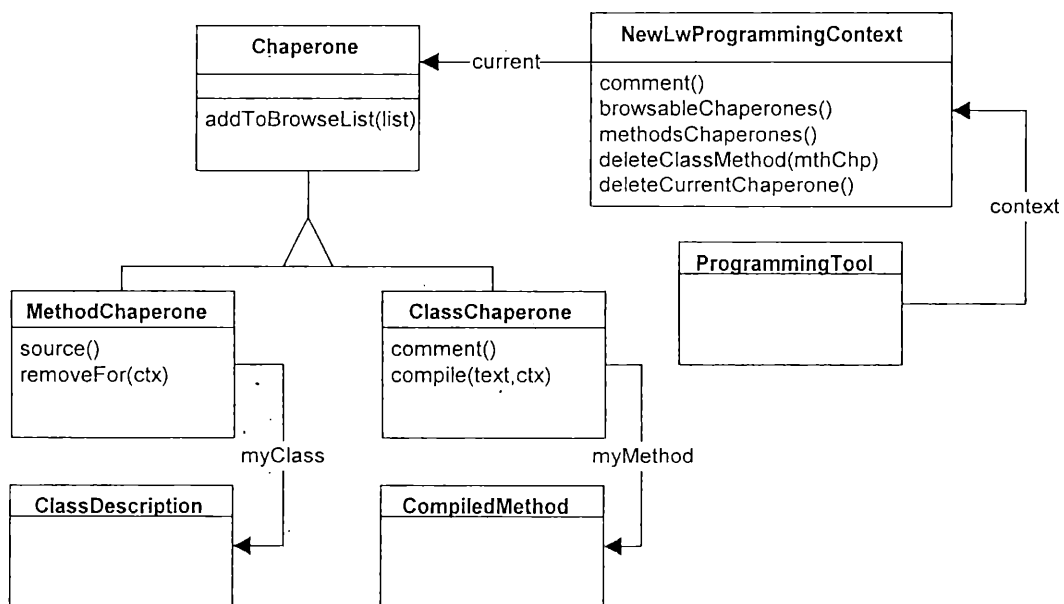 Chaperone
addToBrowseList(list)
current
NewLwProgrammingContext
comment()
browsableChaperones()
methodsChaperones()
deleteClassMethod(mthChp)
deleteCurrentChaperone()
context
ProgrammingTool
MethodChaperone
source()
removeFor(ctx)
myClass
ClassChaperone
comment()
compile(text,ctx)
myMethod
ClassDescription
CompiledMethod